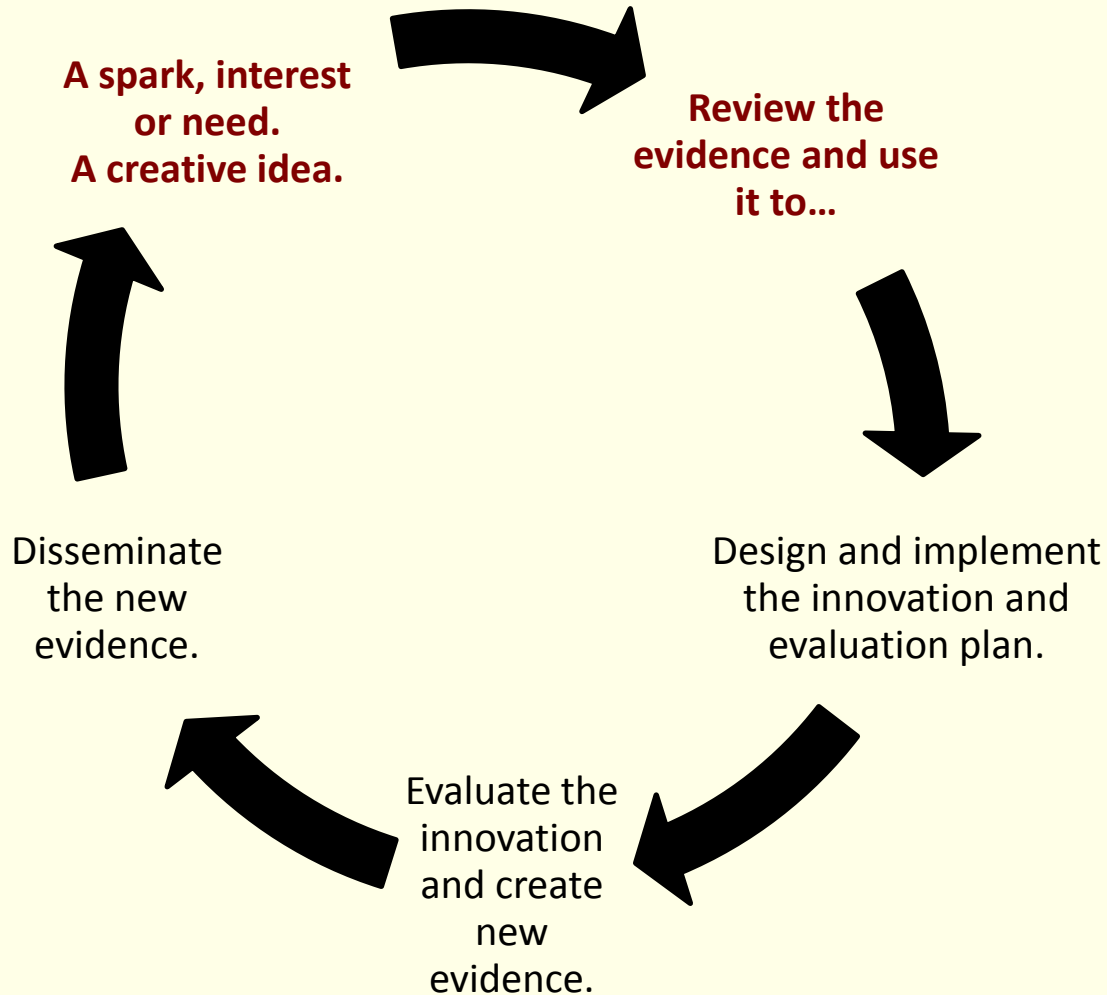 A spark, interest
or need.
A creative idea.
Review the
evidence and use
it to…
Design and implement
the innovation and
evaluation plan.
Evaluate the
innovation
and create
new
evidence.
Disseminate
the new
evidence.